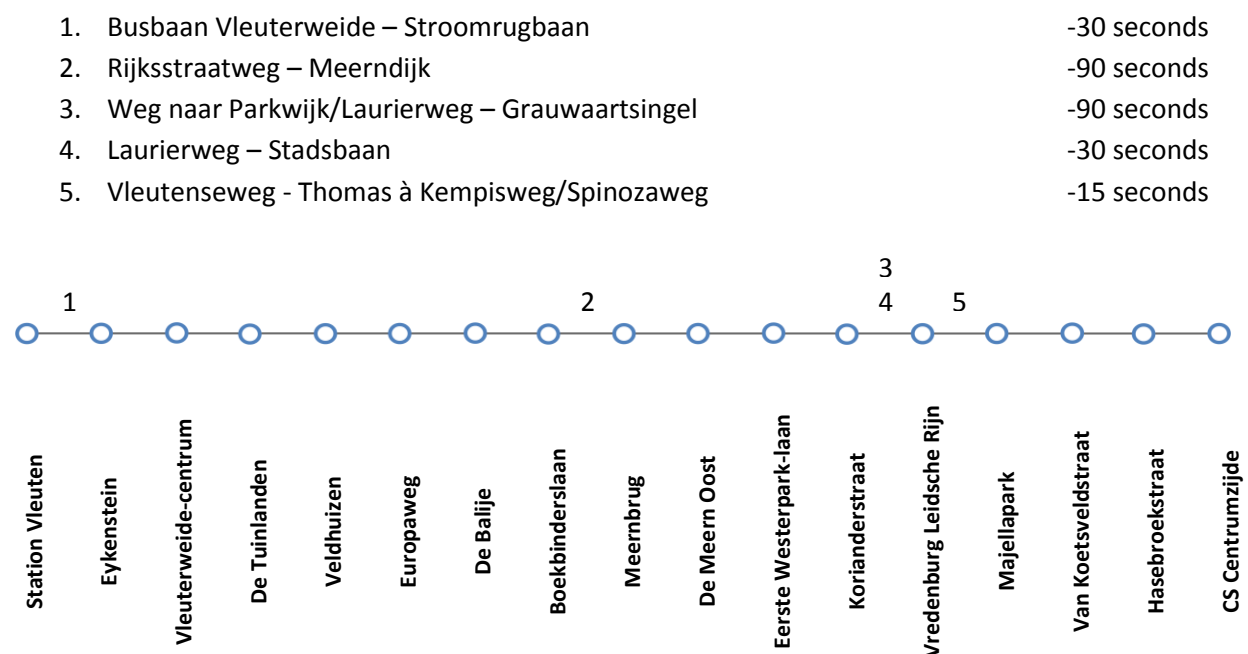 1. Busbaan Vleuterweide – Stroomrugbaan -30 seconds
2. Rijksstraatweg – Meerndijk -90 seconds
3. Weg naar Parkwijk/Laurierweg – Grauwaartsingel -90 seconds
4. Laurierweg – Stadsbaan -30 seconds
5. Vleutenseweg - Thomas à Kempisweg/Spinozaweg -15 seconds
3
1 2 4 5
Station Vleuten
Eykenstein
Vleuterweide-centrum
De Tuinlanden
Veldhuizen
Europaweg
De Balije
Boekbinderslaan
Meernbrug
De Meern Oost
Eerste Westerpark-laan
Korianderstraat
Vredenburg Leidsche Rijn
Majellapark
Van Koetsveldstraat
Hasebroekstraat
CS Centrumzijde